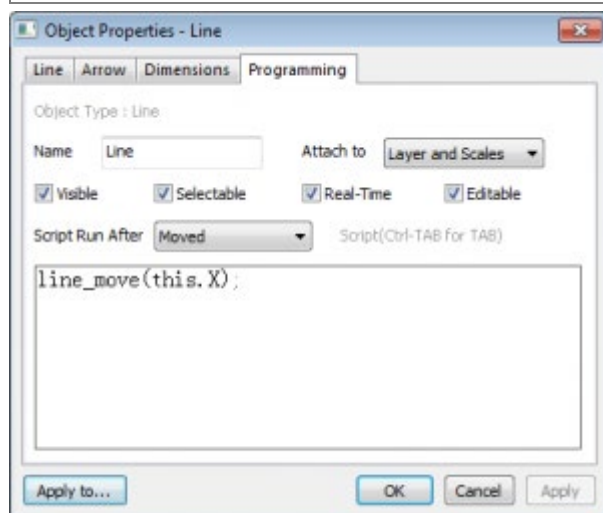 Object Properties - Line
Line Arrow Dimensions Programming
Object Type : Line
Name Line Attach to Layer and Scales
Visible Selectable Real-Time Editable
Script Run After Moved Script(Ctrl-TAB for TAB)
line_move(this.X);
Apply to... OK Cancel Apply